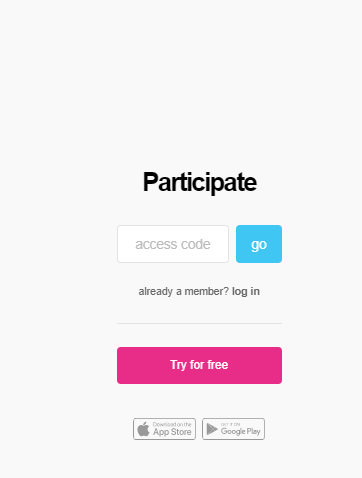 Participate
access code
go
already a member? log in
Try for free
Download on the
App Store
GET IT ON
Google Play